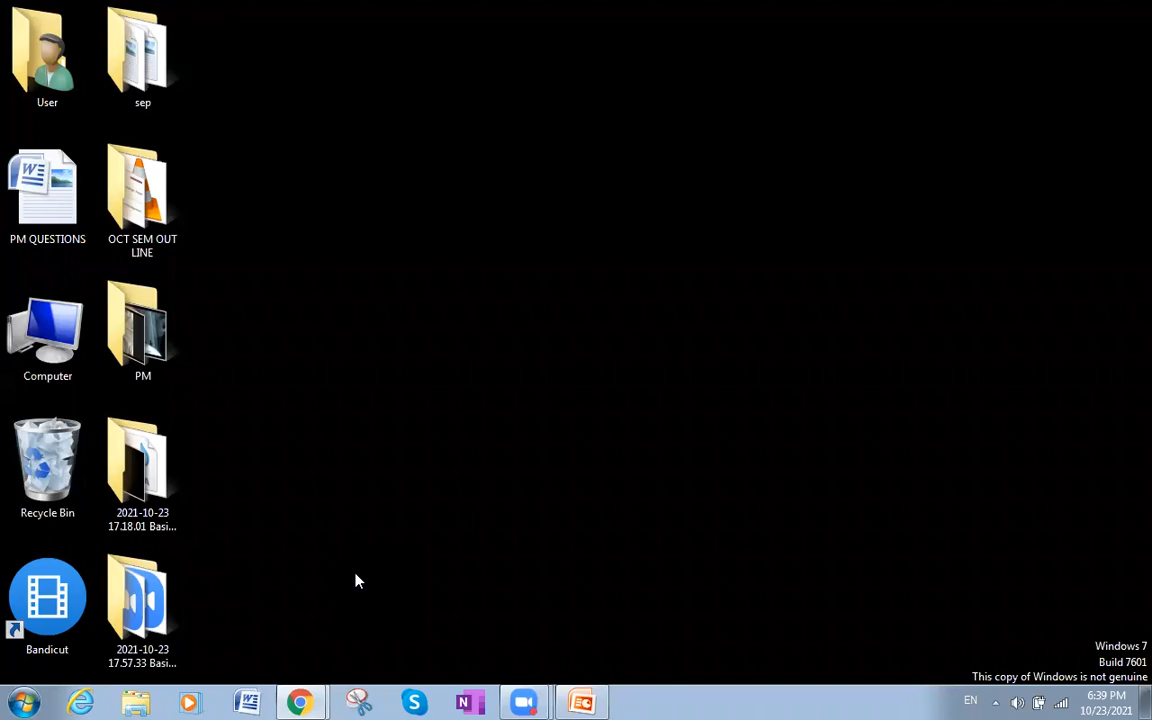 User
sep
PM QUESTIONS
OCT SEM OUT
LINE
Computer
PM
Recycle Bin
2021-10-23
17.18.01 Basi...
Bandicut
2021-10-23
17.57.33 Basi...
Windows 7
Build 7601
This copy of Windows is not genuine
EN
6:39 PM
10/23/2021